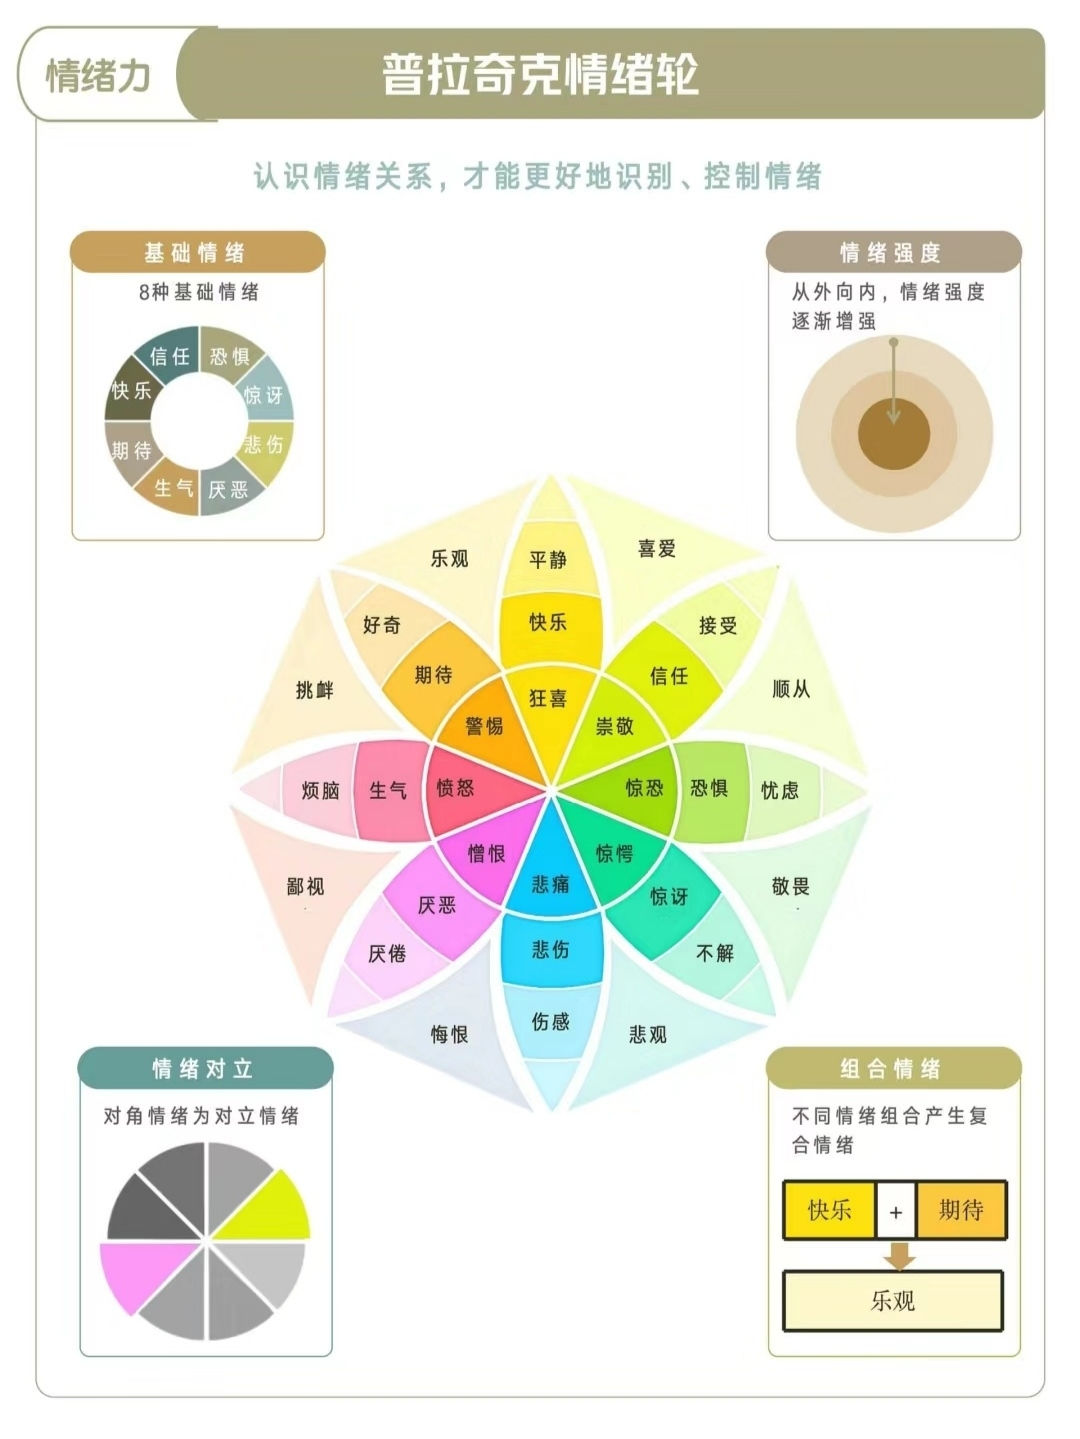 情绪力
普拉奇克情绪轮
认识情绪关系，才能更好地识别、控制情绪
基础情绪
8种基础情绪
信任
恐惧
快乐
惊讶
期待
悲伤
生气
厌恶
情绪强度
从外向内，情绪强度
逐渐增强
乐观
平静
喜爱
好奇
快乐
接受
期待
信任
挑衅
狂喜
顺从
警惕
崇敬
烦脑
生气
愤怒
惊恐
恐惧
忧虑
憎恨
惊愕
鄙视
悲痛
敬畏
厌恶
惊讶
厌倦
悲伤
不解
悔恨
伤感
悲观
情绪对立
对角情绪为对立情绪
组合情绪
不同情绪组合产生复
合情绪
快乐 + 期待
乐观